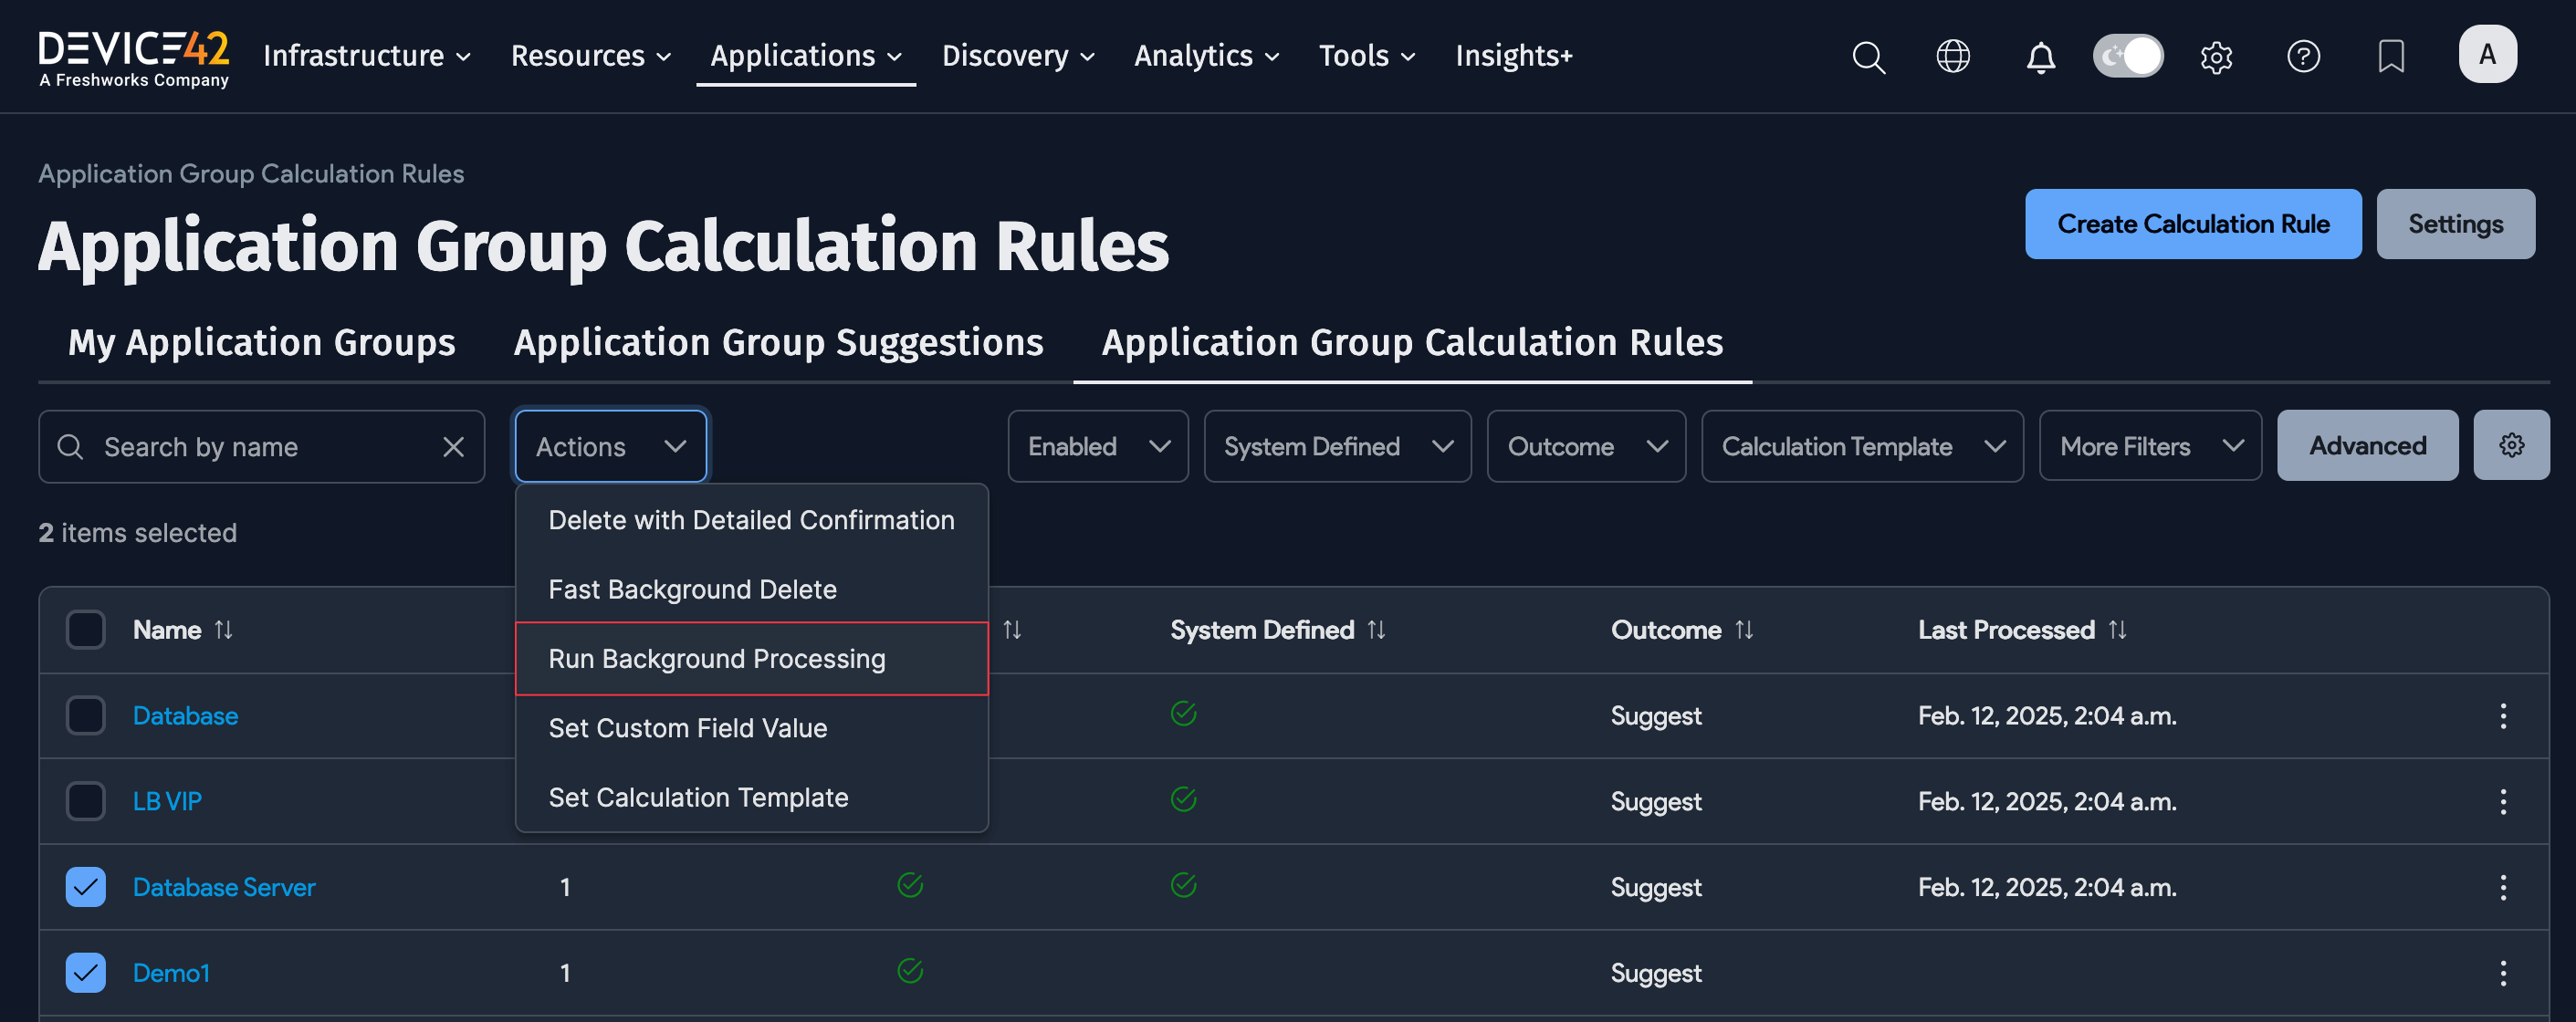 DEVICE42
A Freshworks Company
Infrastructure Resources Applications Discovery Analytics Tools Insights+
A
Application Group Calculation Rules
Application Group Calculation Rules
Create Calculation Rule Settings
My Application Groups Application Group Suggestions Application Group Calculation Rules
Search by name Actions Enabled System Defined Outcome Calculation Template More Filters Advanced
2 items selected
Delete with Detailed Confirmation
Fast Background Delete
Run Background Processing
Set Custom Field Value
Set Calculation Template
Name System Defined Outcome Last Processed
Database Suggest Feb. 12, 2025, 2:04 a.m.
LB VIP Suggest Feb. 12, 2025, 2:04 a.m.
Database Server 1 Suggest Feb. 12, 2025, 2:04 a.m.
Demo1 1 Suggest